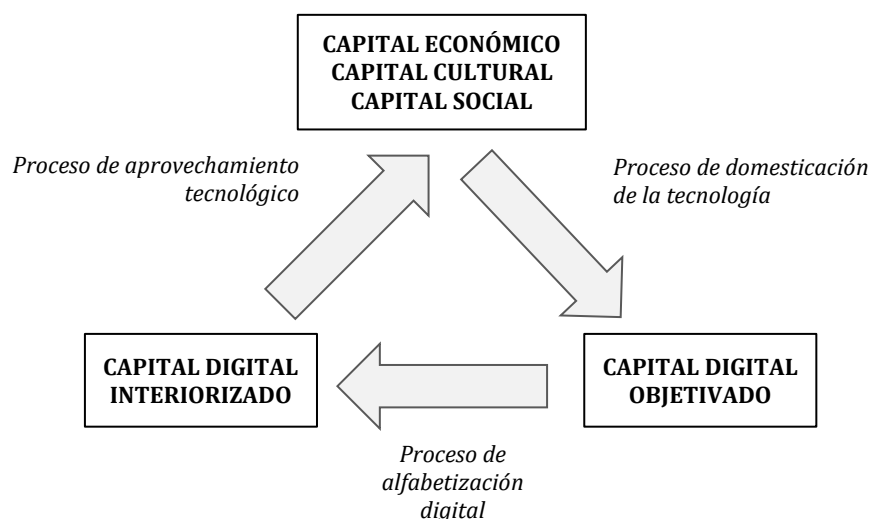 CAPITAL ECONÓMICO
CAPITAL CULTURAL
CAPITAL SOCIAL
Proceso de aprovechamiento
tecnológico
Proceso de domesticación
de la tecnología
CAPITAL DIGITAL
INTERIORIZADO
CAPITAL DIGITAL
OBJETIVADO
Proceso de
alfabetización
digital